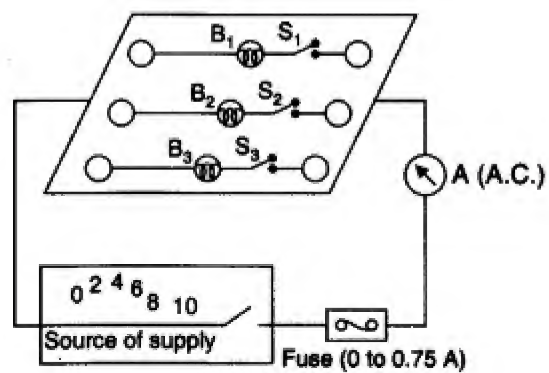 B₁ S₁
B₂ S₂
B₃ S₃
A (A.C.)
0 2 4 6 8 10
Source of supply
Fuse (0 to 0.75 A)